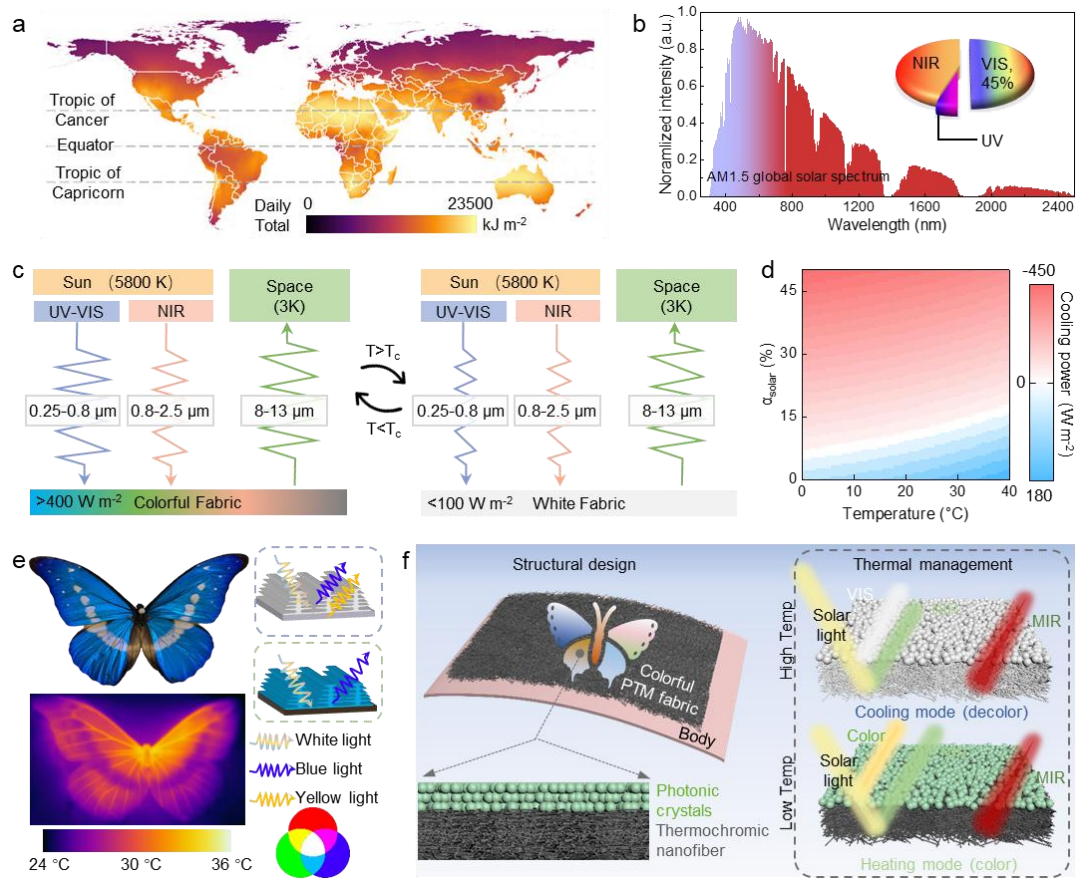 a
Tropic of
Cancer
Equator
Tropic of
Capricorn
Daily
Total
0
23500
kJ m-2
b
Noramlized intensity (a.u.)
1.0
0.8
0.6
0.4
0.2
0.0
NIR
VIS,
45%
UV
AM1.5 global solar spectrum
400
800
1200
1600
2000
2400
Wavelength (nm)
c
Sun (5800 K)
UV-VIS
NIR
Space
(3K)
0.25-0.8 μm
0.8-2.5 μm
8-13 μm
>400 W m-2 Colorful Fabric
T>Tc
T<Tc
Sun (5800 K)
UV-VIS
NIR
Space
(3K)
0.25-0.8 μm
0.8-2.5 μm
8-13 μm
<100 W m-2 White Fabric
d
αsolar (%)
45
30
15
0
0
10
20
30
40
Temperature (°C)
-450
0
180
Cooling power (W m-2)
e
White light
Blue light
Yellow light
24 °C
30 °C
36 °C
f
Structural design
Colorful
PTM fabric
Body
Photonic
crystals
Thermochromic
nanofiber
Thermal management
High Temp
VIS
Solar
light
MIR
Cooling mode (decolor)
Low Temp
Color
Solar
light
MIR
Heating mode (color)